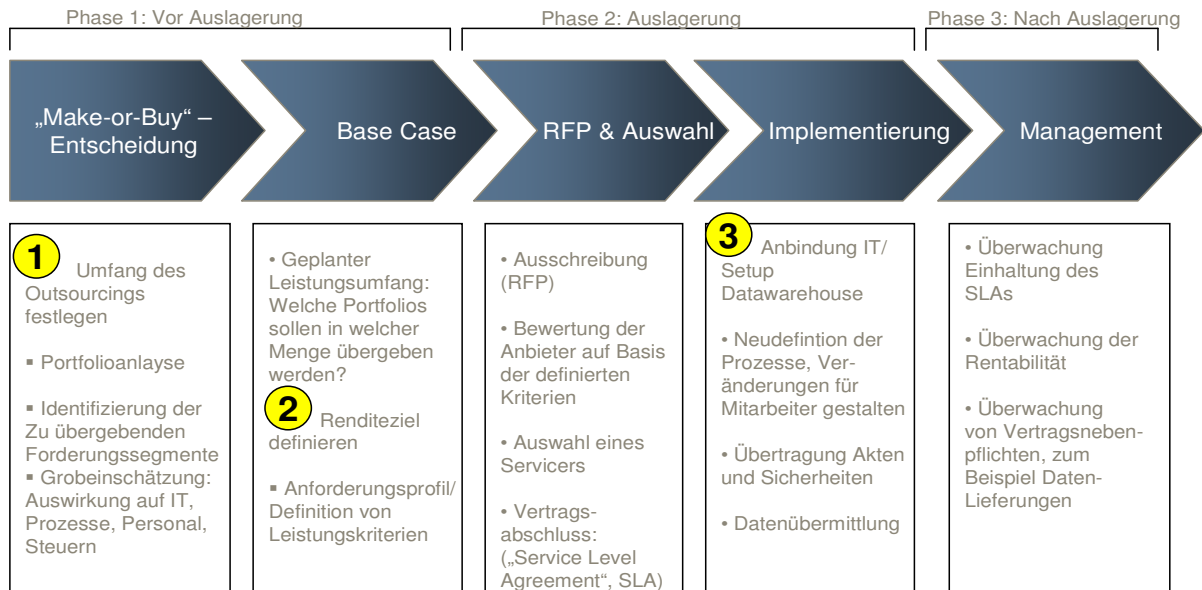 Phase 1: Vor Auslagerung
Phase 2: Auslagerung
Phase 3: Nach Auslagerung
„Make-or-Buy“ –
Entscheidung
Base Case
RFP & Auswahl
Implementierung
Management
1 Umfang des
Outsourcings
festlegen
▪ Portfolioanlayse
▪ Identifizierung der
Zu übergebenden
Forderungssegmente
▪ Grobeinschätzung:
Auswirkung auf IT,
Prozesse, Personal,
Steuern
• Geplanter
Leistungsumfang:
Welche Portfolios
sollen in welcher
Menge übergeben
werden?
2 Renditeziel
definieren
▪ Anforderungsprofil/
Definition von
Leistungskriterien
• Ausschreibung
(RFP)
• Bewertung der
Anbieter auf Basis
der definierten
Kriterien
• Auswahl eines
Servicers
• Vertrags-
abschluss:
(„Service Level
Agreement“, SLA)
3 Anbindung IT/
Setup
Datawarehouse
• Neudefintion der
Prozesse, Ver-
änderungen für
Mitarbeiter gestalten
• Übertragung Akten
und Sicherheiten
• Datenübermittlung
• Überwachung
Einhaltung des
SLAs
• Überwachung der
Rentabilität
• Überwachung
von Vertragsneben-
pflichten, zum
Beispiel Daten-
Lieferungen